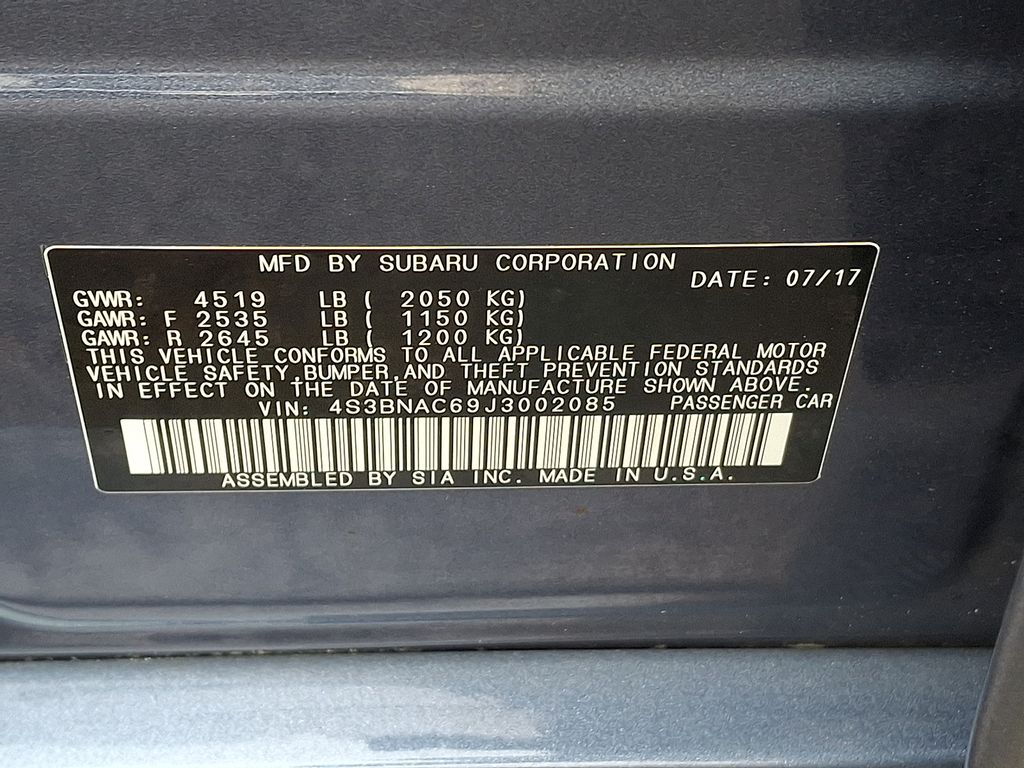 MFD BY SUBARU CORPORATION
DATE: 07/17
GVWR: 4519 LB ( 2050 KG)
GAWR: F 2535 LB ( 1150 KG)
GAWR: R 2645 LB ( 1200 KG)
THIS VEHICLE CONFORMS TO ALL APPLICABLE FEDERAL MOTOR
VEHICLE SAFETY, BUMPER, AND THEFT PREVENTION STANDARDS
IN EFFECT ON tHE DATE OF MANUFACTURE SHOWN ABOVE.
VIN: 4S3BNAC69J3002085 PASSENGER CAR
ASSEMBLED BY SIA INC. MADE IN U.S.A.